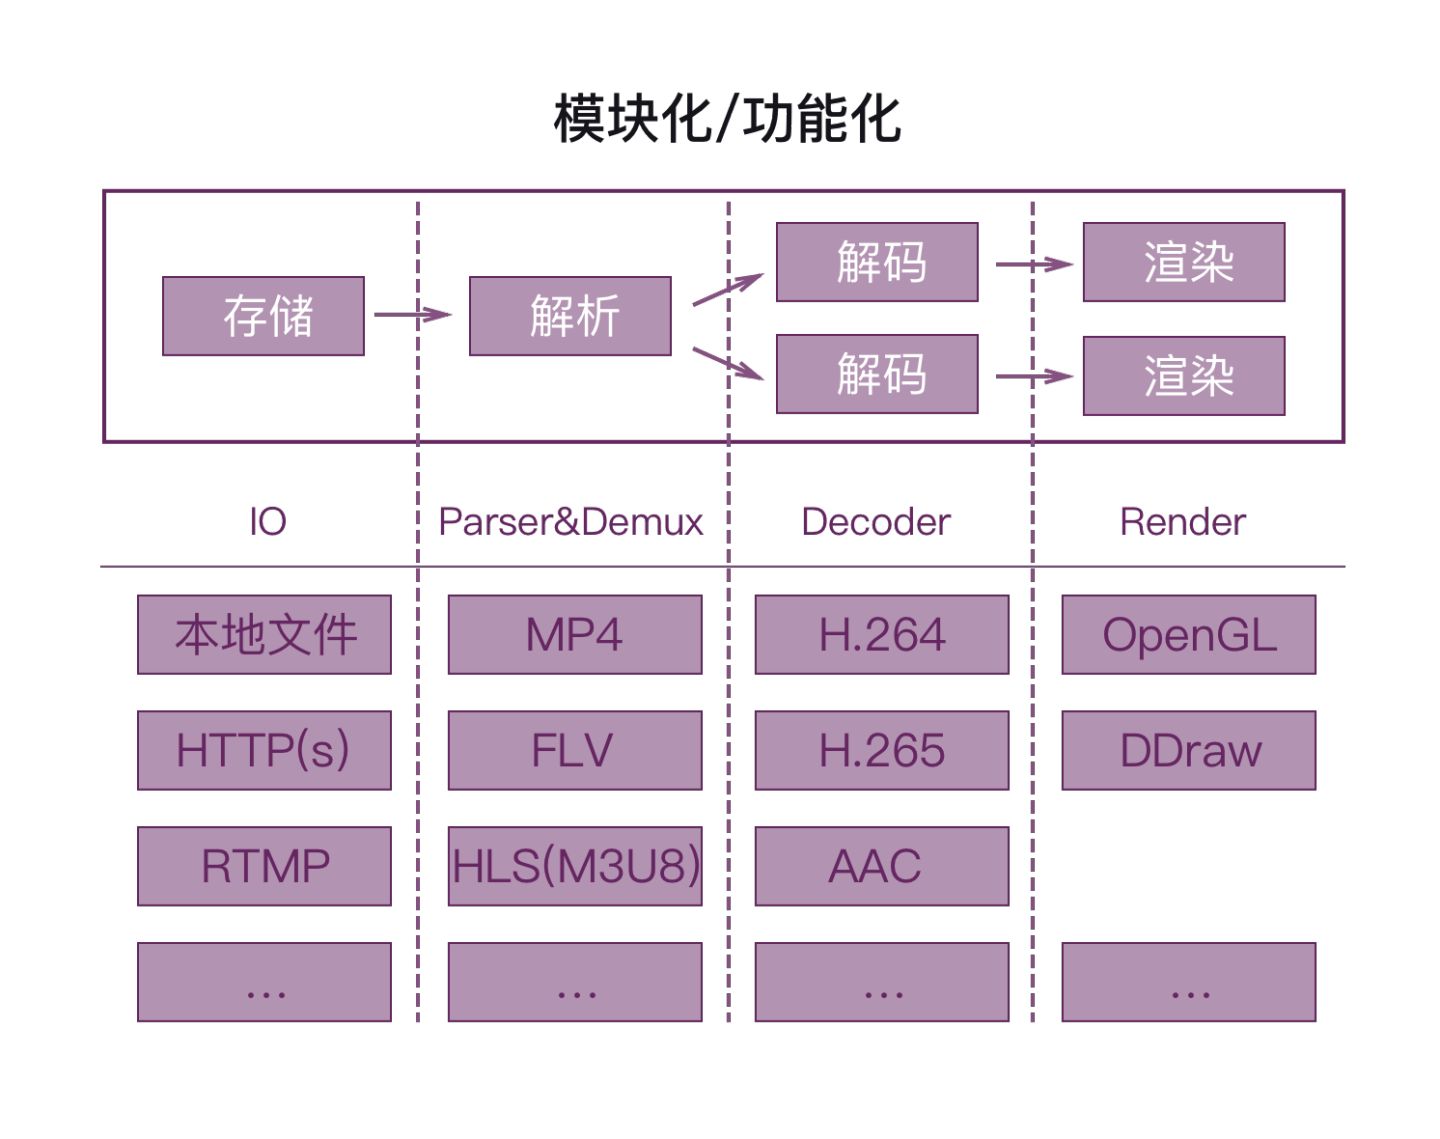 模块化/功能化
存储
解析
解码
渲染
解码
渲染
IO
Parser&Demux
Decoder
Render
本地文件
MP4
H.264
OpenGL
HTTP(s)
FLV
H.265
DDraw
RTMP
HLS(M3U8)
AAC
...
...
...
...